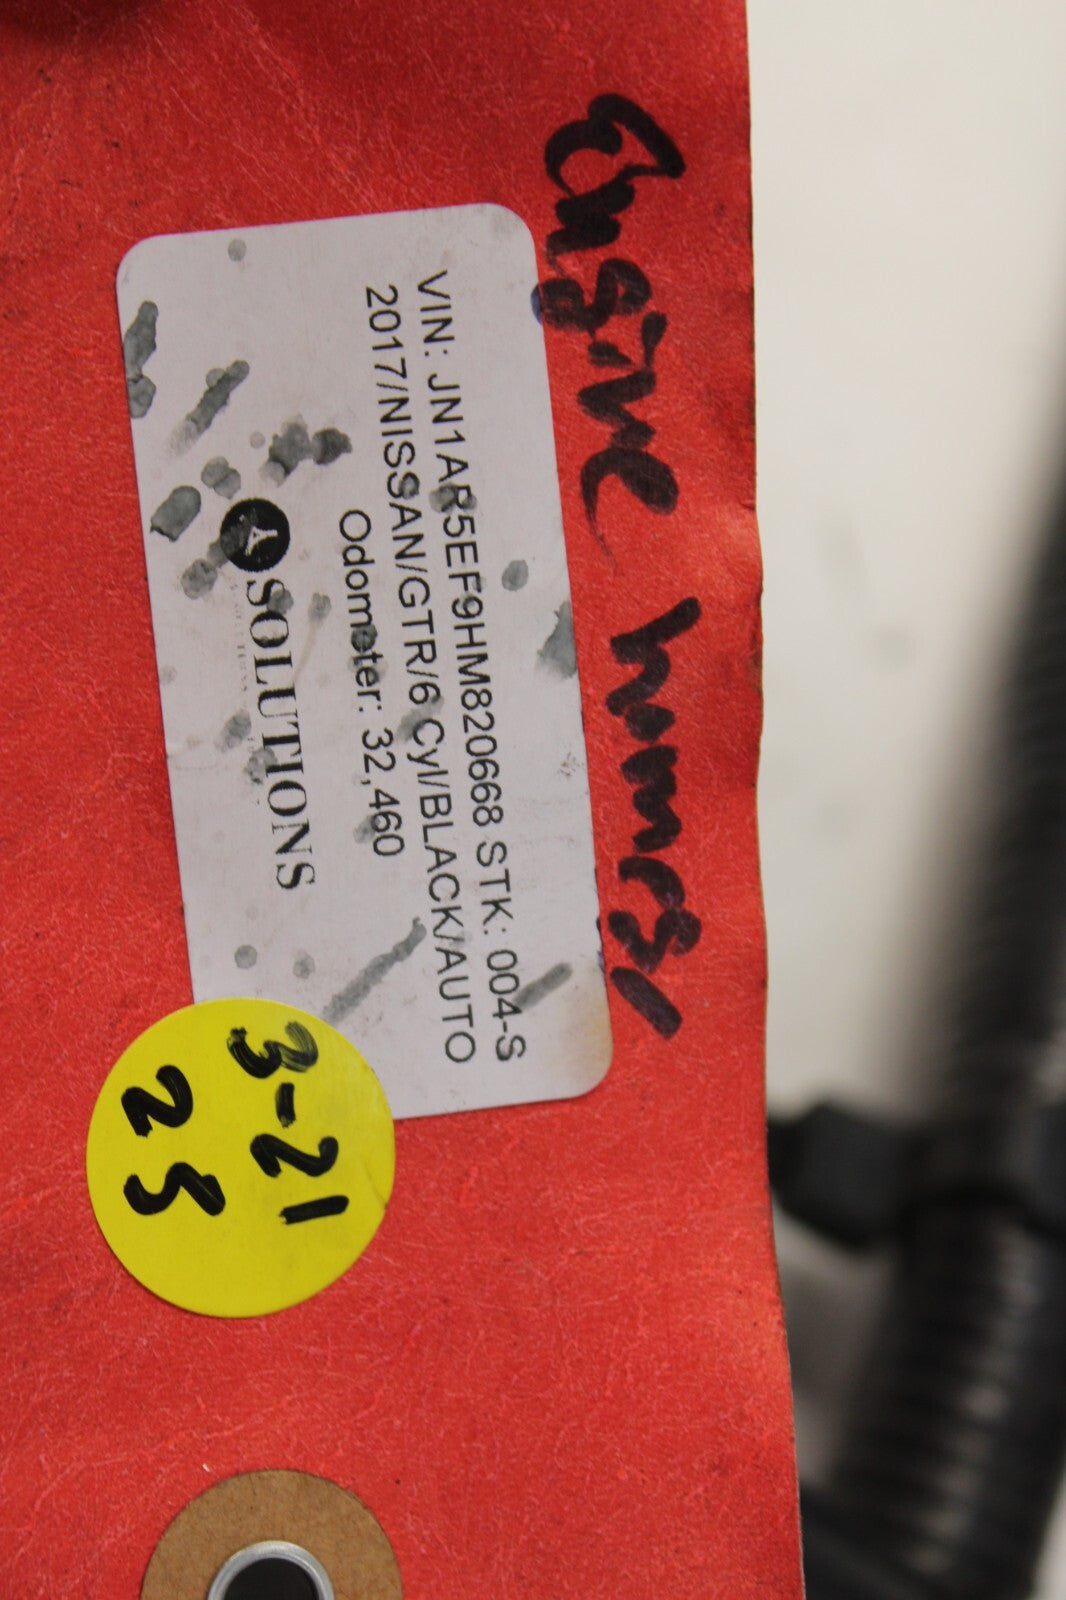 Engine harness
VIN: JN1AR5EF9HM820668 STK: 004-S
2017/NISSAN/GTR/6 Cyl/BLACK/AUTO
Odometer: 32,460
SOLUTIONS
3-21
25